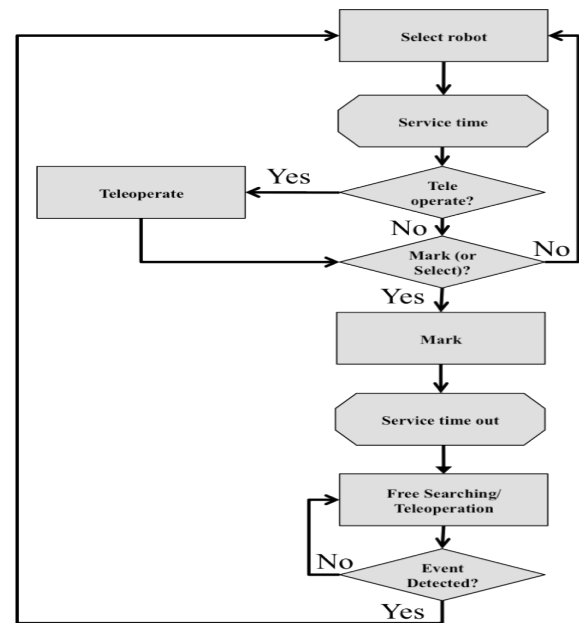 Select robot
Service time
Yes
Teleoperate
Tele
operate?
No
Mark (or
Select)?
No
Yes
Mark
Service time out
Free Searching/
Teleoperation
No
Event
Detected?
Yes